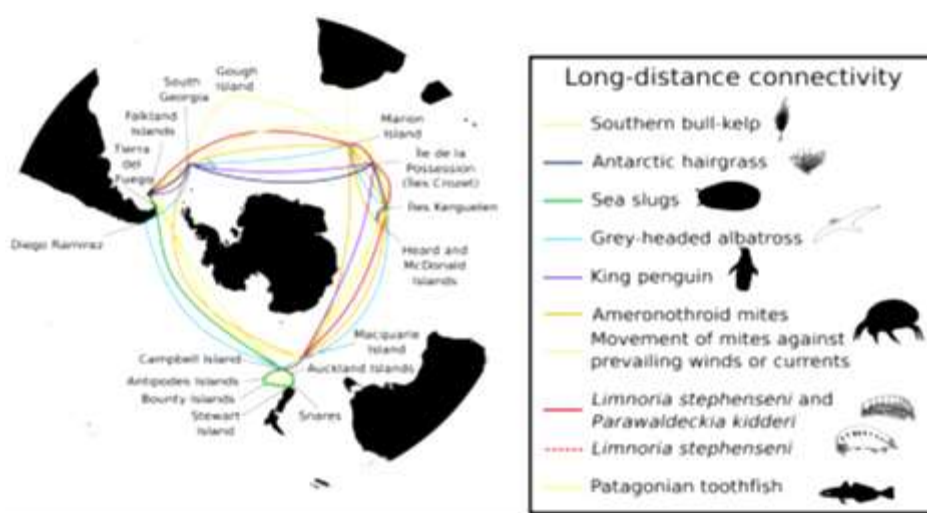 Gough
Island
South
Georgia
Falkland
Islands
Tierra
del
Fuego
Diego Ramirez
Marion
Island
Île de la
Possession
(Îles Crozet)
Îles Kerguelen
Heard and
McDonald
Islands
Macquarie
Island
Auckland Islands
Campbell Island
Antipodes Islands
Bounty Islands
Stewart
Island
Snares
Long-distance connectivity
Southern bull-kelp
Antarctic hairgrass
Sea slugs
Grey-headed albatross
King penguin
Ameronothroid mites
Movement of mites against
prevailing winds or currents
Limnoria stephenseni and
Parawaldeckia kidderi
Limnoria stephenseni
Patagonian toothfish